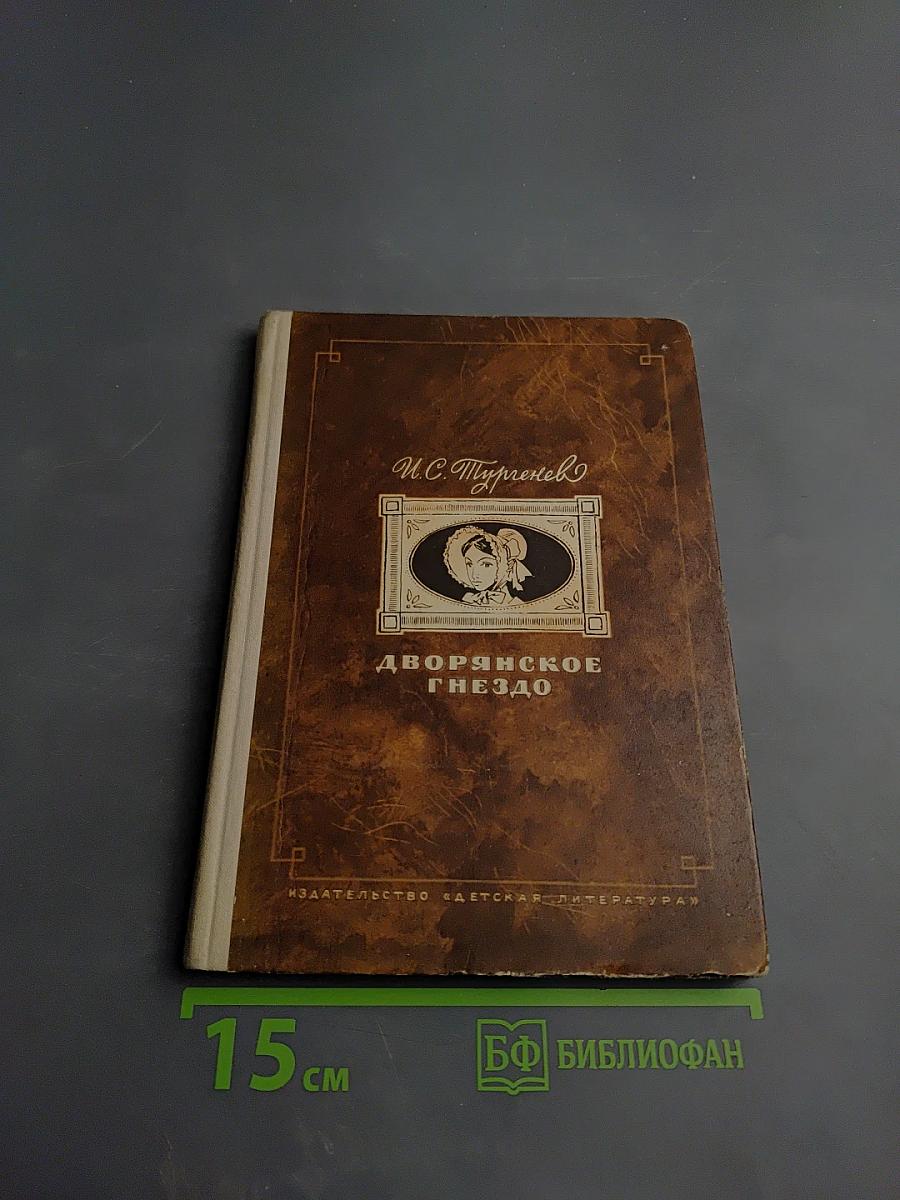 И.С. Тургенев
ДВОРЯНСКОЕ
ГНЕЗДО
ИЗДАТЕЛЬСТВО «ДЕТСКАЯ ЛИТЕРАТУРА»
15 см
БФ БИБЛИОФАН